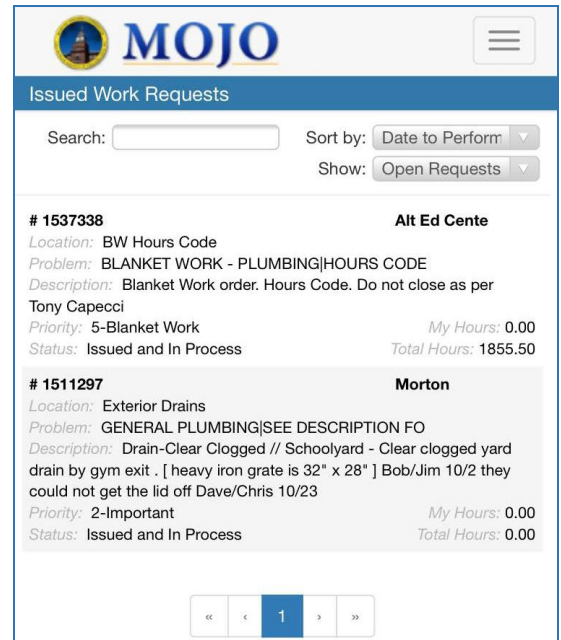 MOJO
Issued Work Requests
Search:
Sort by: Date to Perform
Show: Open Requests
# 1537338 Alt Ed Cente
Location: BW Hours Code
Problem: BLANKET WORK - PLUMBING|HOURS CODE
Description: Blanket Work order. Hours Code. Do not close as per
Tony Capecci
Priority: 5-Blanket Work My Hours: 0.00
Status: Issued and In Process Total Hours: 1855.50
# 1511297 Morton
Location: Exterior Drains
Problem: GENERAL PLUMBING|SEE DESCRIPTION FO
Description: Drain-Clear Clogged // Schoolyard - Clear clogged yard
drain by gym exit . [ heavy iron grate is 32" x 28" ] Bob/Jim 10/2 they
could not get the lid off Dave/Chris 10/23
Priority: 2-Important My Hours: 0.00
Status: Issued and In Process Total Hours: 0.00
« ‹ 1 › »